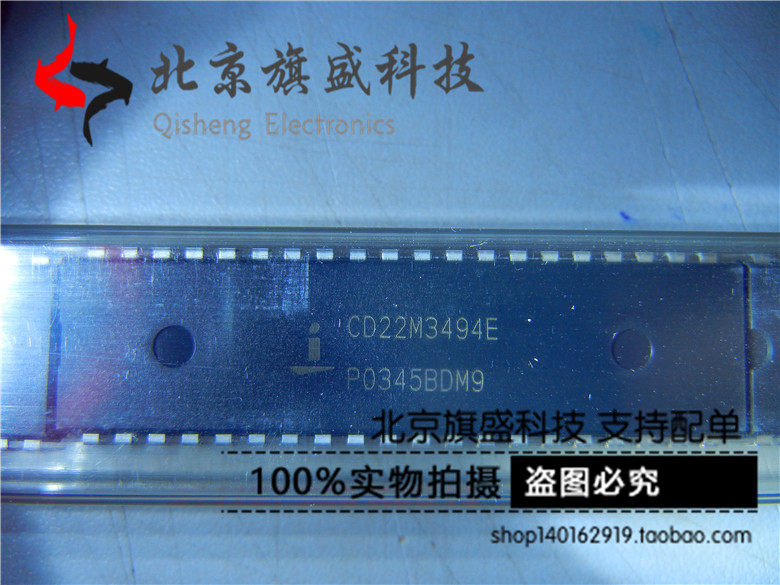 北京旗盛科技
Qisheng Electronics
i
CD22M3494E
P0345BDM9
北京旗盛科技 支持配单
100%实物拍摄 盗图必究
shop140162919.taobao.com